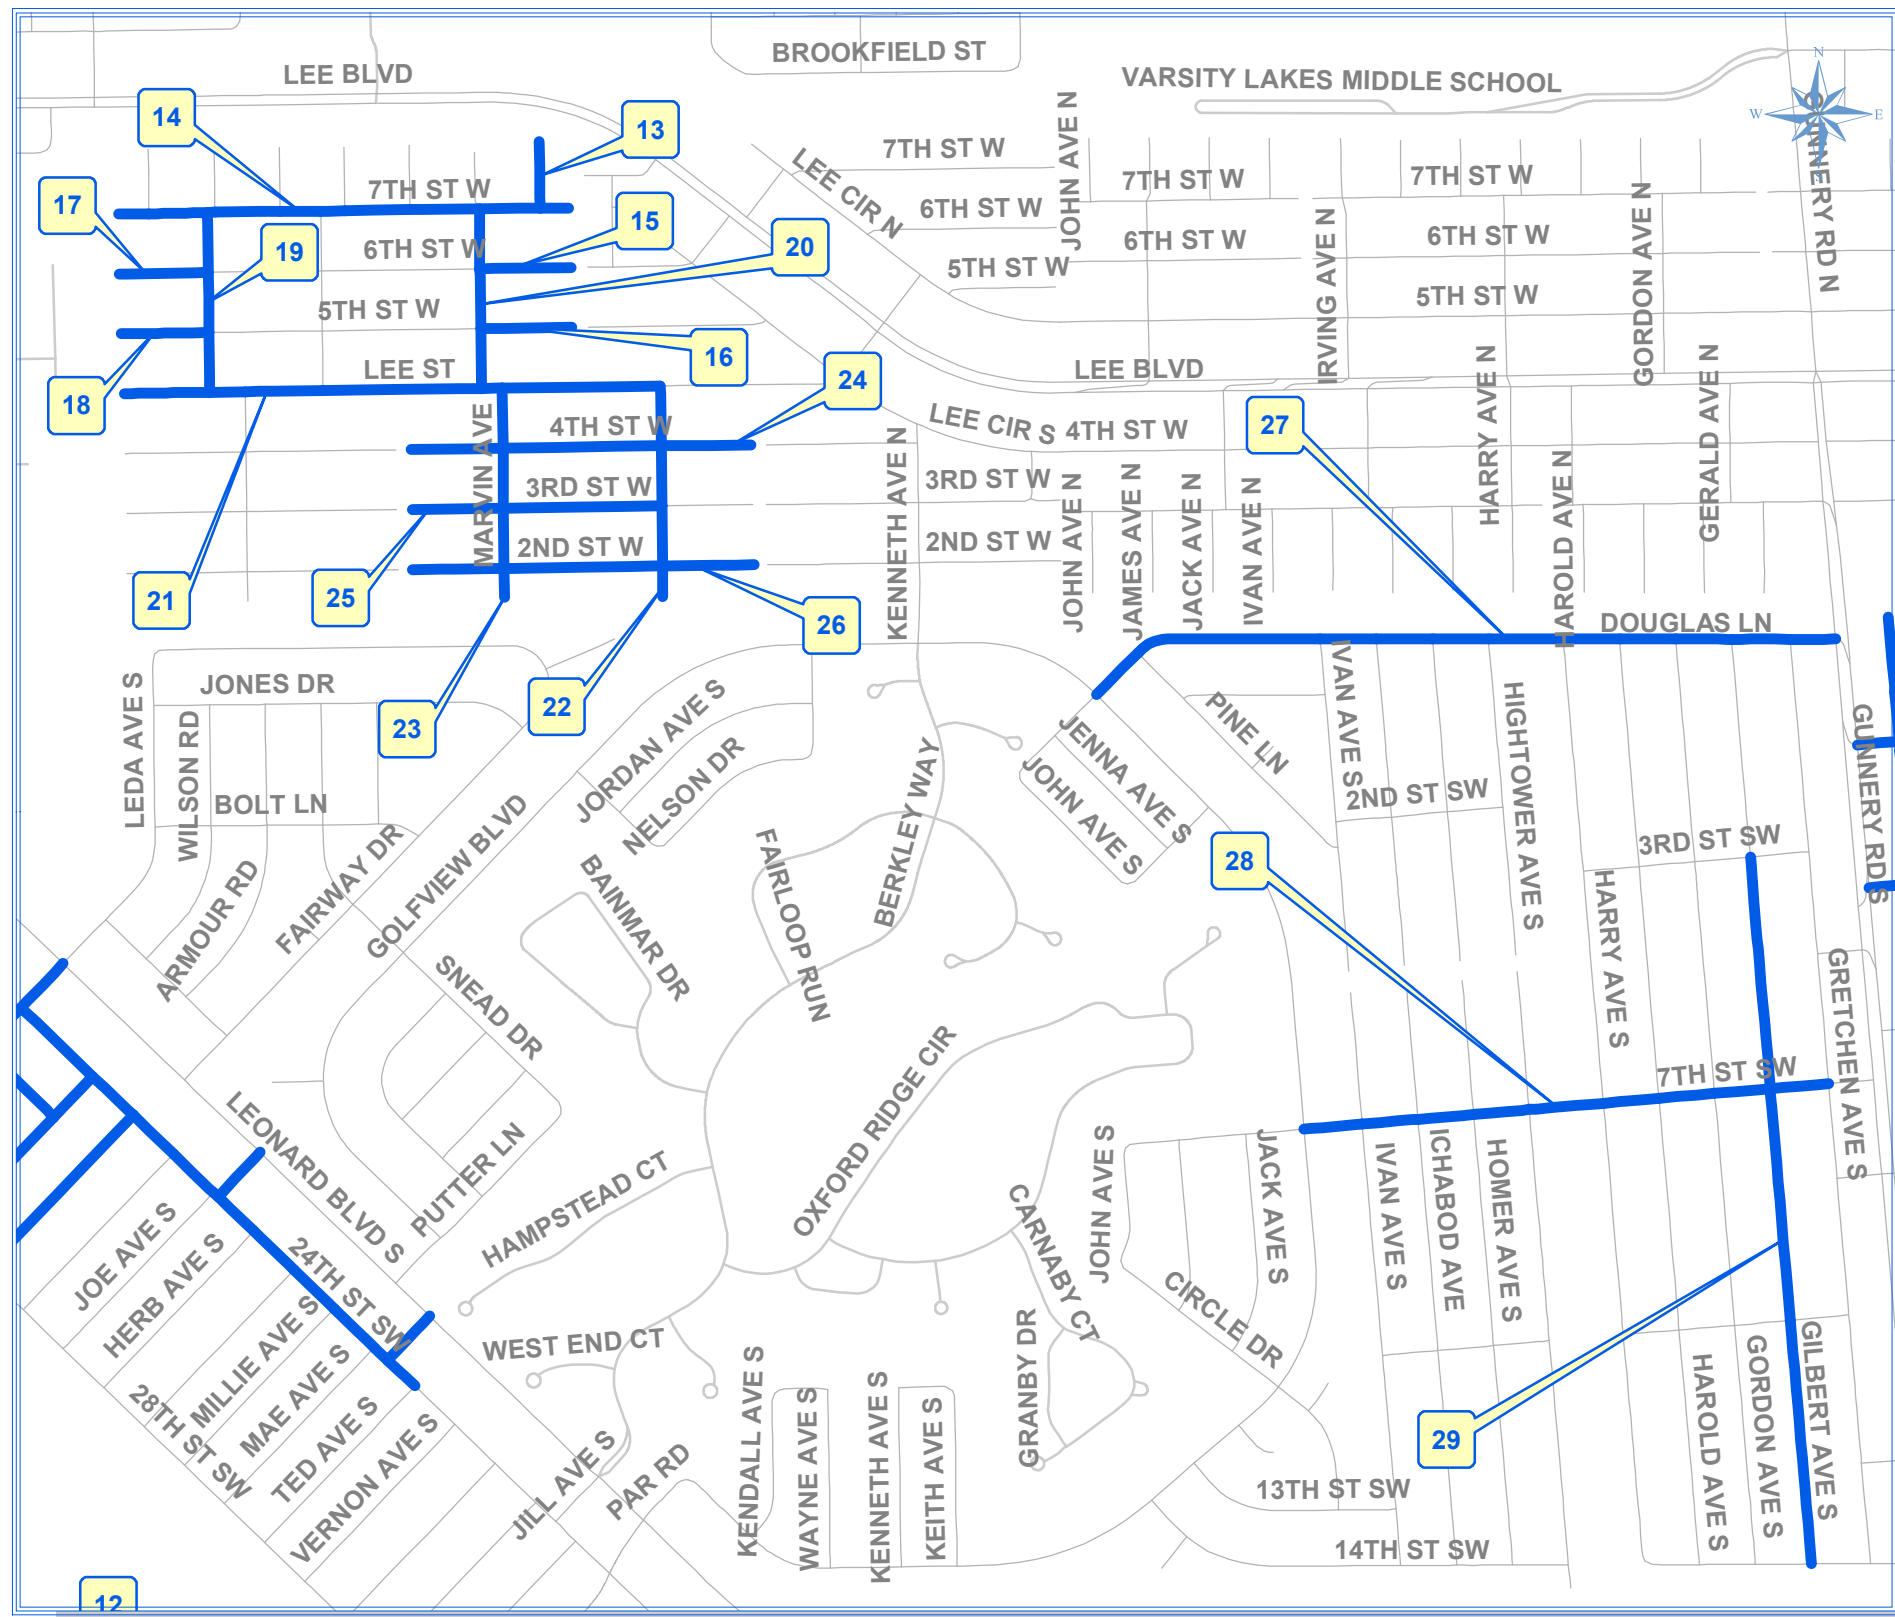 BROOKFIELD ST
LEE BLVD
VARSITY LAKES MIDDLE SCHOOL
N
W
E
S
GUNNERY RD N
14
13
7TH ST W
7TH ST W
7TH ST W
7TH ST W
JOHN AVE N
LEE CIR N
17
15
6TH ST W
6TH ST W
6TH ST W
6TH ST W
19
20
5TH ST W
5TH ST W
5TH ST W
IRVING AVE N
GORDON AVE N
16
18
LEE ST
24
LEE BLVD
HARRY AVE N
GERALD AVE N
MARVIN AVE
4TH ST W
LEE CIR S
4TH ST W
27
KENNETH AVE N
3RD ST W
3RD ST W
JOHN AVE N
JAMES AVE N
JACK AVE N
IVAN AVE N
HAROLD AVE N
2ND ST W
2ND ST W
21
25
26
DOUGLAS LN
JONES DR
LEDA AVE S
WILSON RD
23
22
JORDAN AVE S
NELSON DR
BERKLEY WAY
JENNA AVE S
JOHN AVE S
PINE LN
IVAN AVE S
HIGHTOWER AVE S
GUNNERY RD S
BOLT LN
2ND ST SW
3RD ST SW
ARMOUR RD
FAIRWAY DR
GOLFVIEW BLVD
BAINMAR DR
FAIRLOOP RUN
28
HARRY AVE S
SNEAD DR
GRETCHEN AVE S
OXFORD RIDGE CIR
7TH ST SW
LEONARD BLVD S
PUTTER LN
HAMPSTEAD CT
CARNABY CT
JOHN AVE S
JACK AVE S
IVAN AVE S
ICHABOD AVE
HOMER AVE S
JOE AVE S
HERB AVE S
24TH ST SW
MILLIE AVE S
MAE AVE S
WEST END CT
GRANBY DR
CIRCLE DR
28TH ST SW
TED AVE S
VERNON AVE S
JILL AVE S
PAR RD
KENDALL AVE S
WAYNE AVE S
KENNETH AVE S
KEITH AVE S
29
HAROLD AVE S
GORDON AVE S
GILBERT AVE S
13TH ST SW
14TH ST SW
12